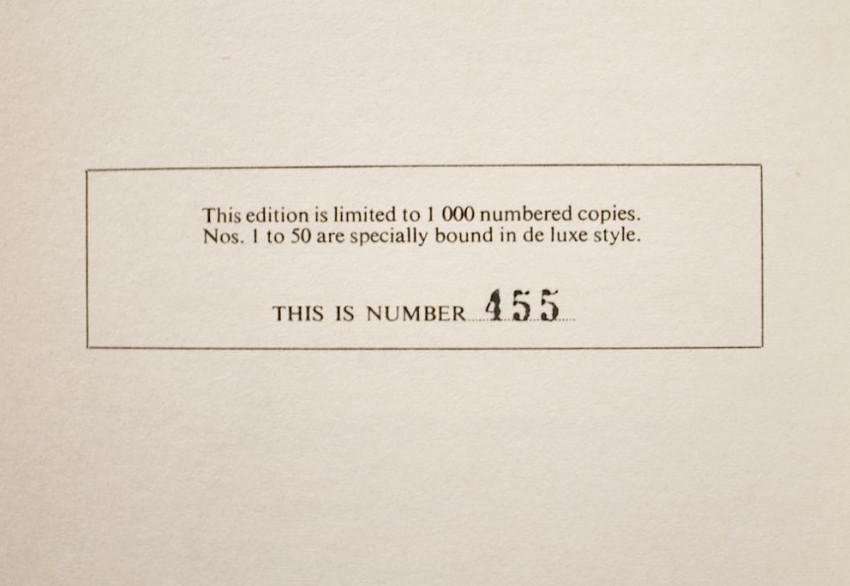 This edition is limited to 1 000 numbered copies.
Nos. 1 to 50 are specially bound in de luxe style.
THIS IS NUMBER 455